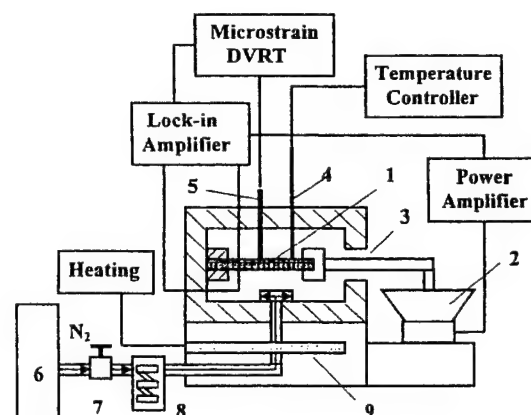 Microstrain
DVRT
Temperature
Controller
Lock-in
Amplifier
5
4
1
Power
Amplifier
3
2
Heating
N2
6
7
8
9